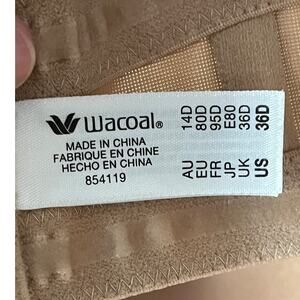 Wacoal®
MADE IN CHINA
FABRIQUE EN CHINE
HECHO EN CHINA
854119
AU 14D
EU 80D
FR 95D
JP E80
UK 36D
US 36D